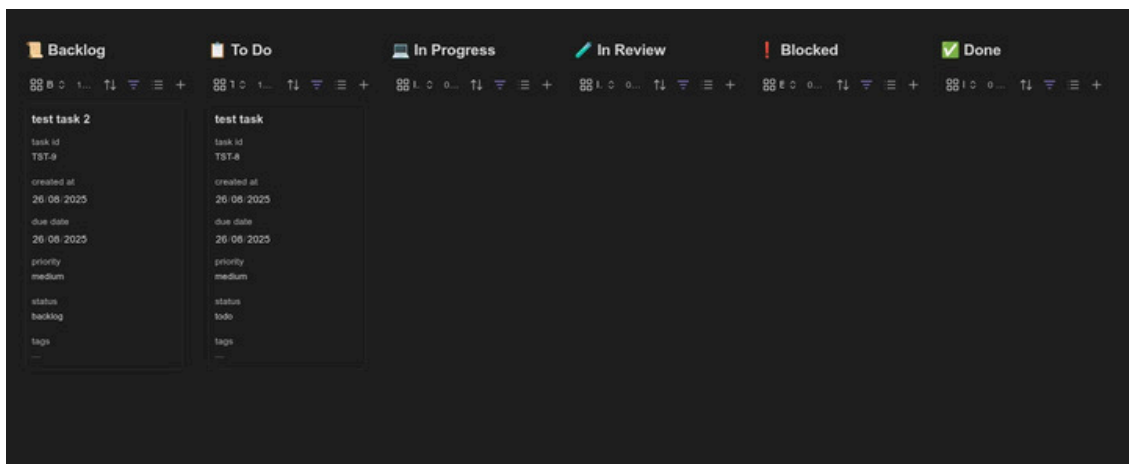 Backlog
To Do
In Progress
In Review
Blocked
Done
test task 2
task id
TST-9
created at
26/08/2025
due date
26/08/2025
priority
medium
status
backlog
tags
—
test task
task id
TST-8
created at
26/08/2025
due date
26/08/2025
priority
medium
status
todo
tags
—